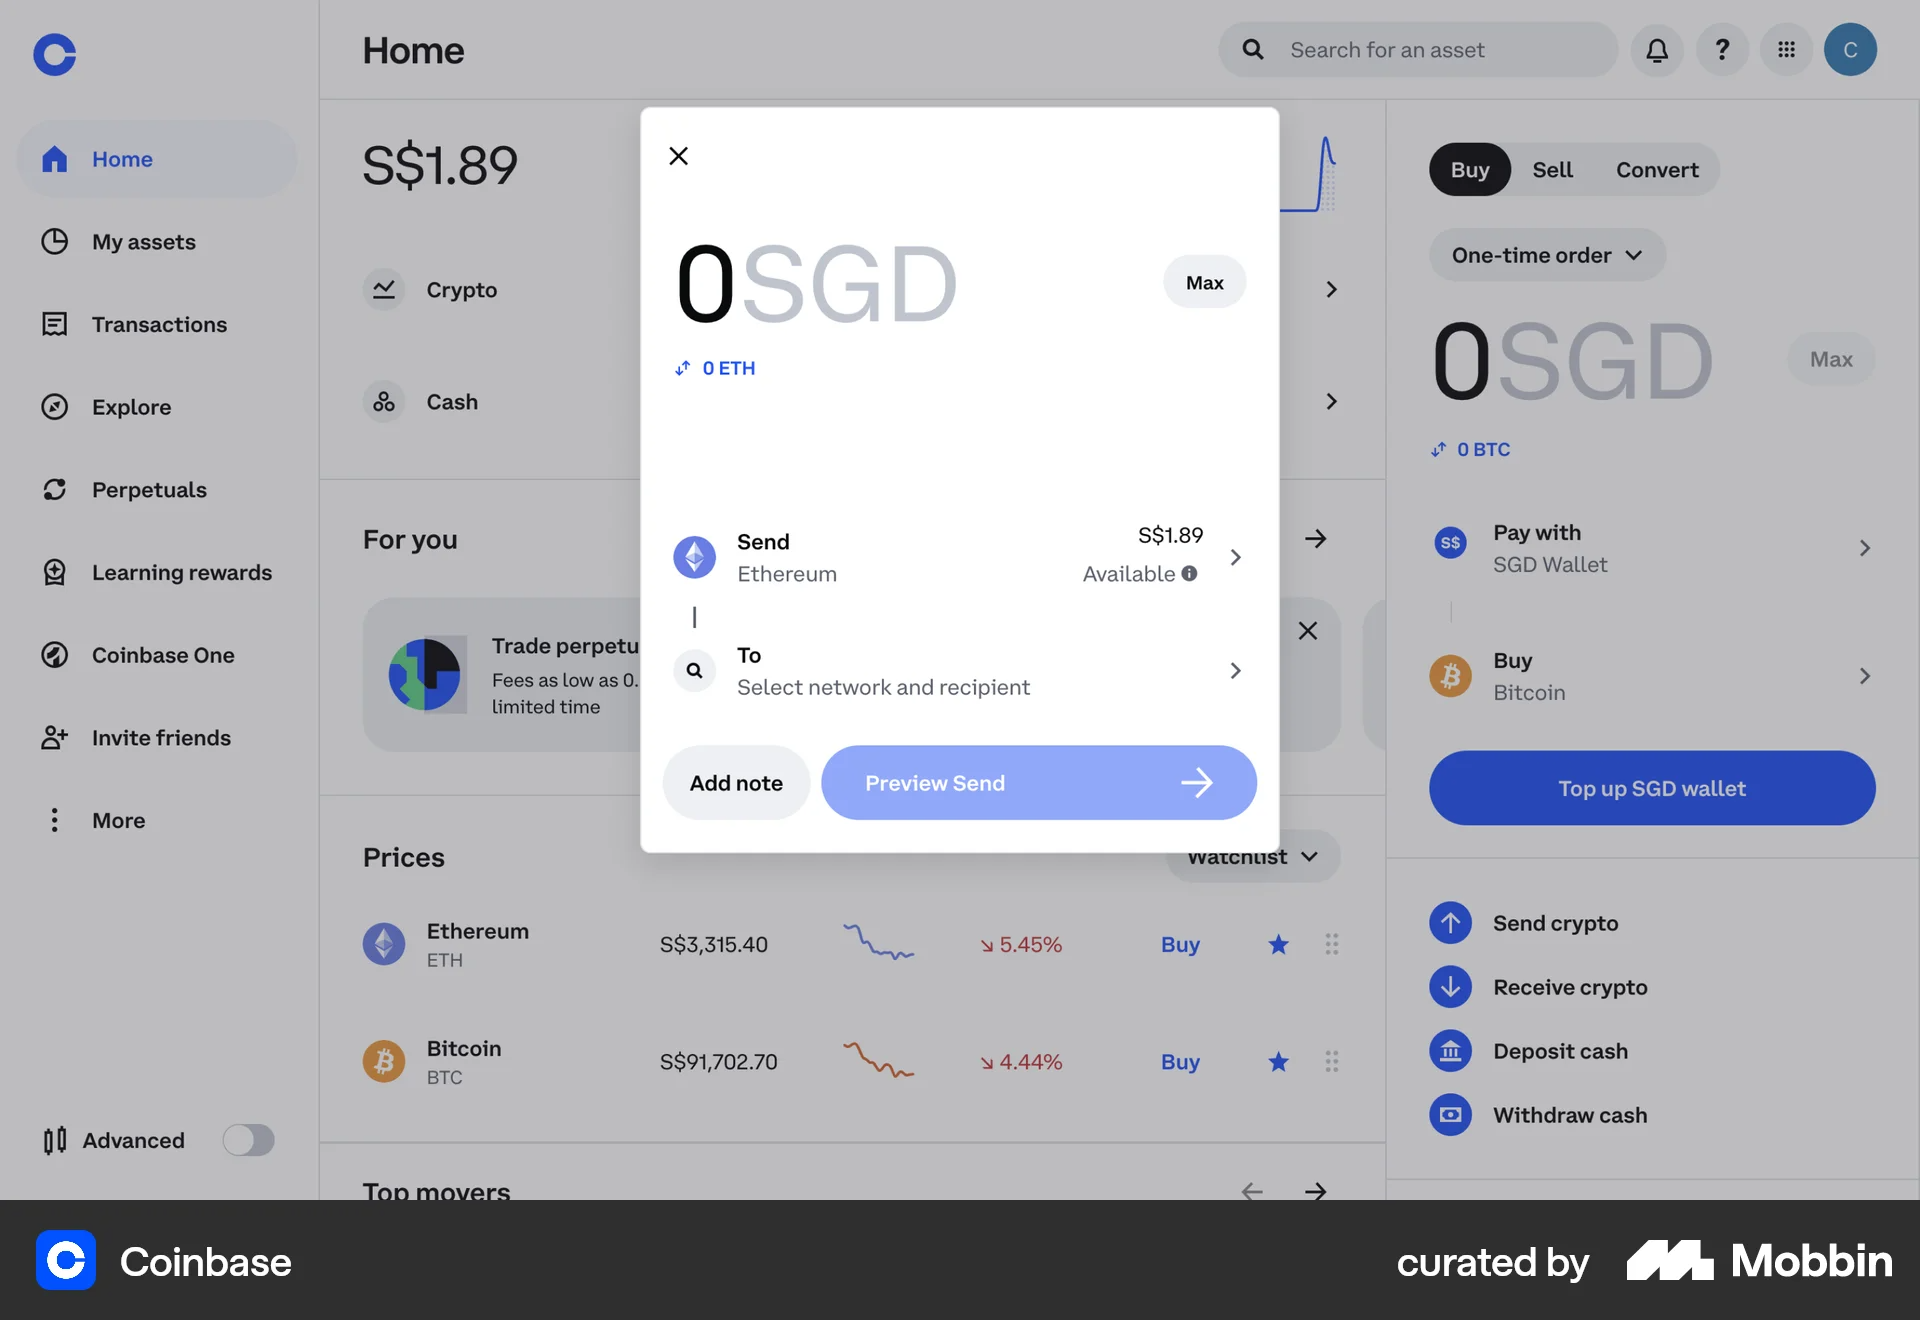 Home
Search for an asset
C
Home
My assets
Transactions
Explore
Perpetuals
Learning rewards
Coinbase One
Invite friends
More
Advanced
S$1.89
Crypto
Cash
For you
Trade perpetu
Fees as low as 0.
limited time
Prices
Watchlist
Ethereum
ETH
S$3,315.40
5.45%
Buy
Bitcoin
BTC
S$91,702.70
4.44%
Buy
Top movers
0SGD
Max
0 ETH
Send
Ethereum
S$1.89
Available
To
Select network and recipient
Add note
Preview Send
Buy
Sell
Convert
One-time order
0SGD
Max
0 BTC
S$
Pay with
SGD Wallet
Buy
Bitcoin
Top up SGD wallet
Send crypto
Receive crypto
Deposit cash
Withdraw cash
Coinbase
curated by
Mobbin